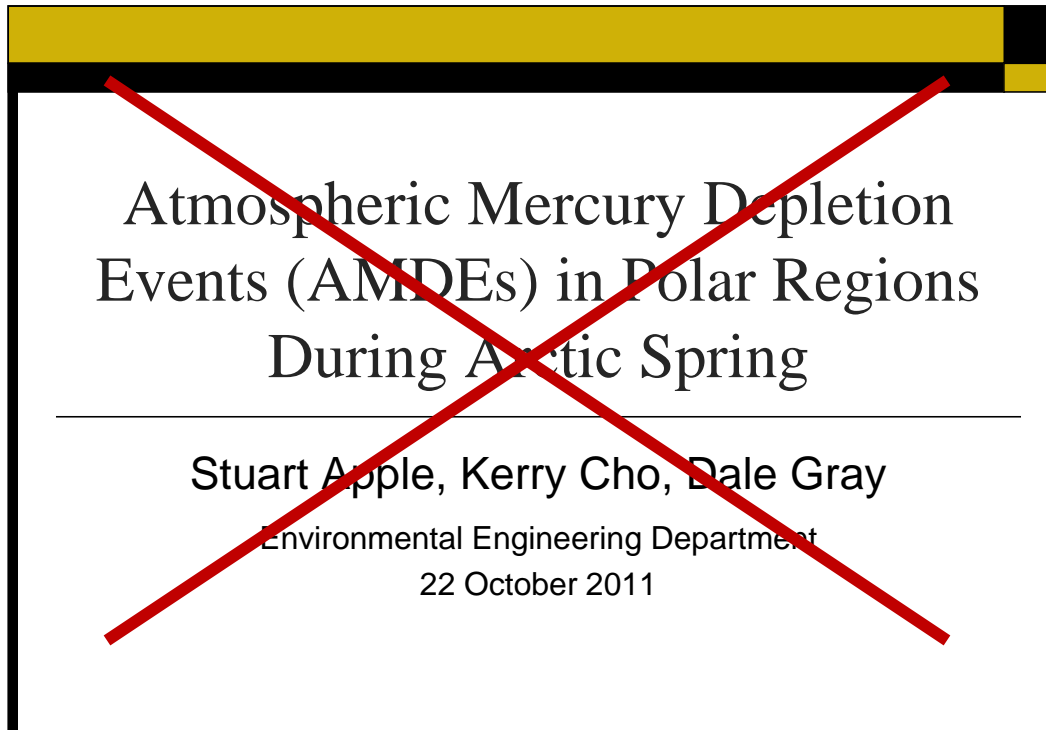 Atmospheric Mercury Depletion
Events (AMDEs) in Polar Regions
During Arctic Spring
Stuart Apple, Kerry Cho, Dale Gray
Environmental Engineering Department
22 October 2011